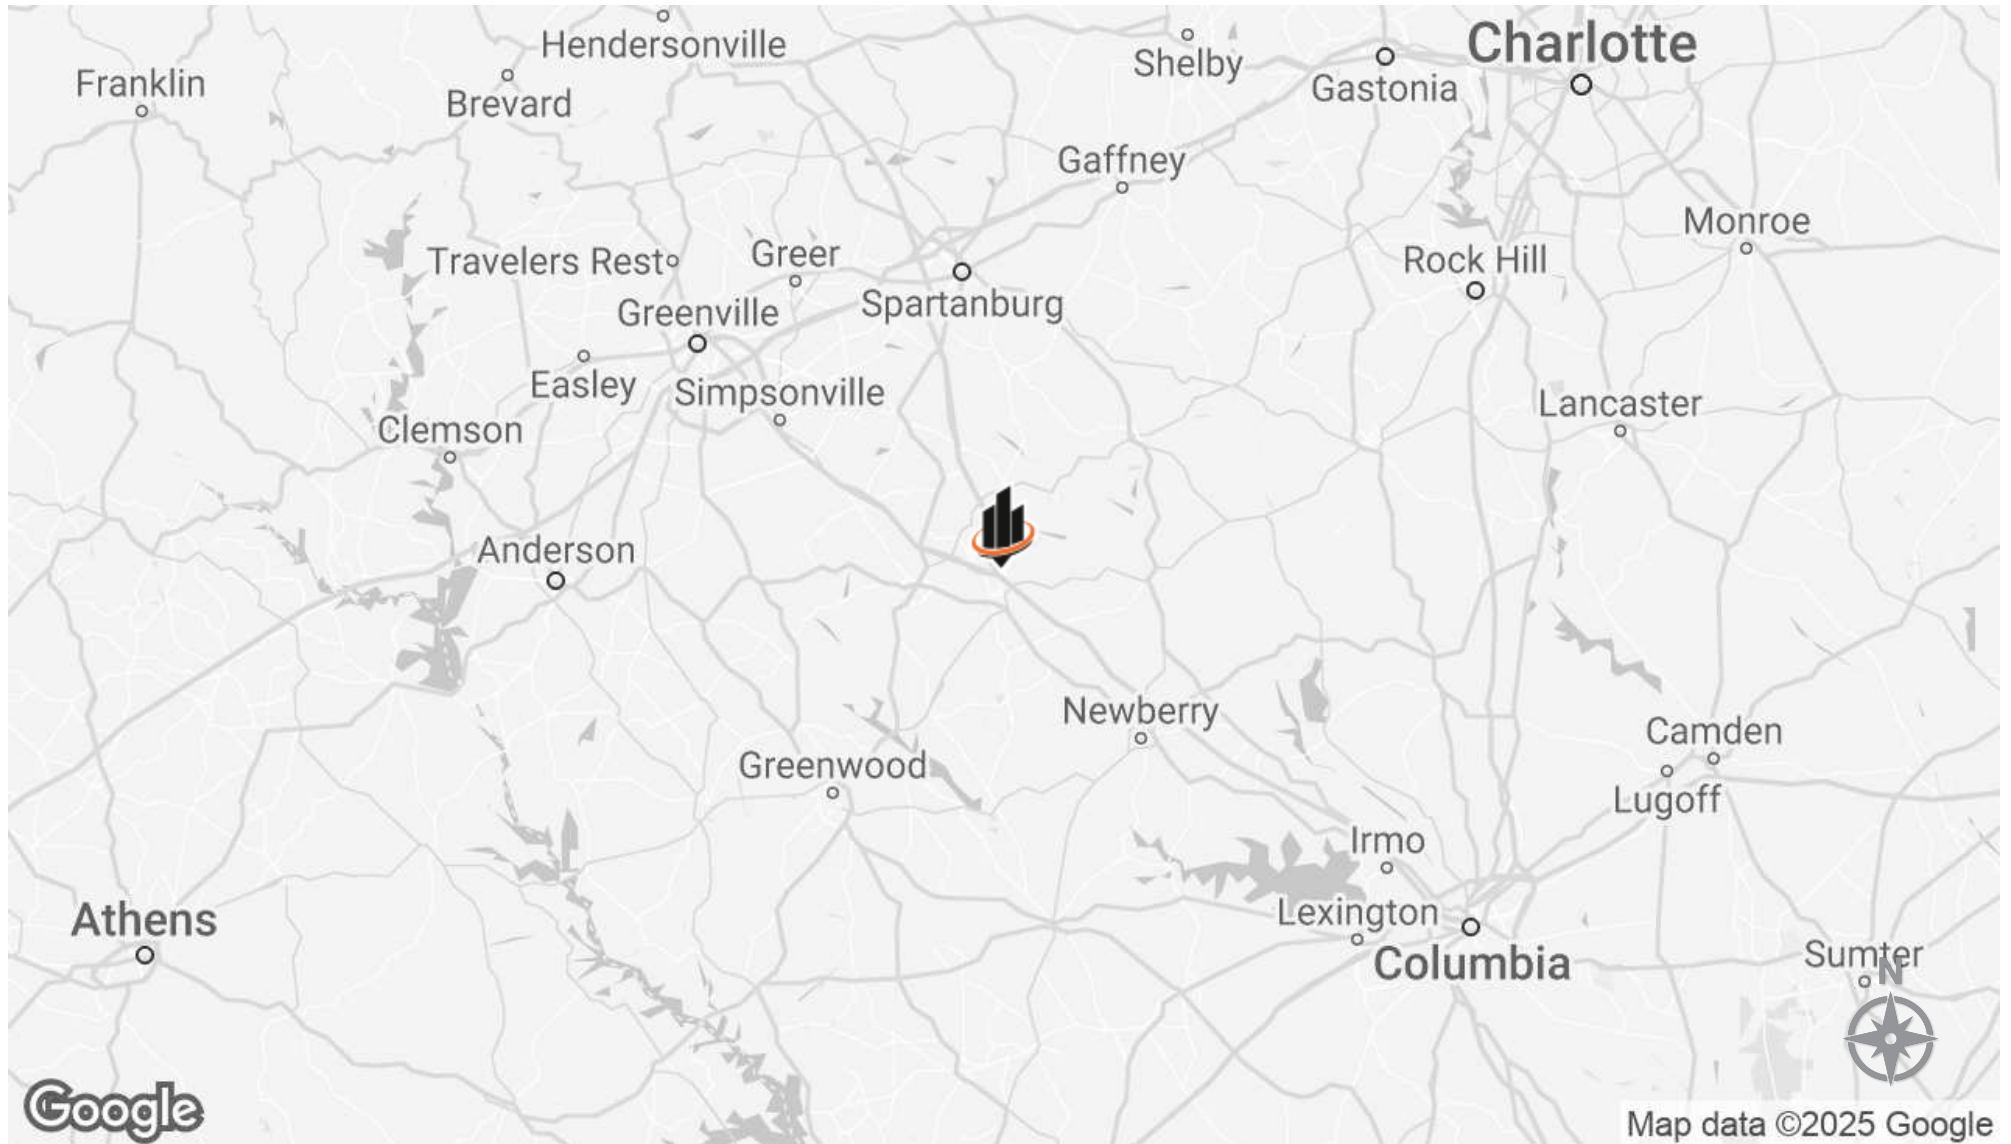 Hendersonville
Charlotte
Shelby
Franklin
Gastonia
Brevard
Gaffney
Monroe
Travelers Rest
Greer
Rock Hill
Spartanburg
Greenville
Easley
Simpsonville
Lancaster
Clemson
Anderson
Newberry
Camden
Greenwood
Lugoff
Irmo
Lexington
Athens
Columbia
Sumter
N
Google
Map data ©2025 Google